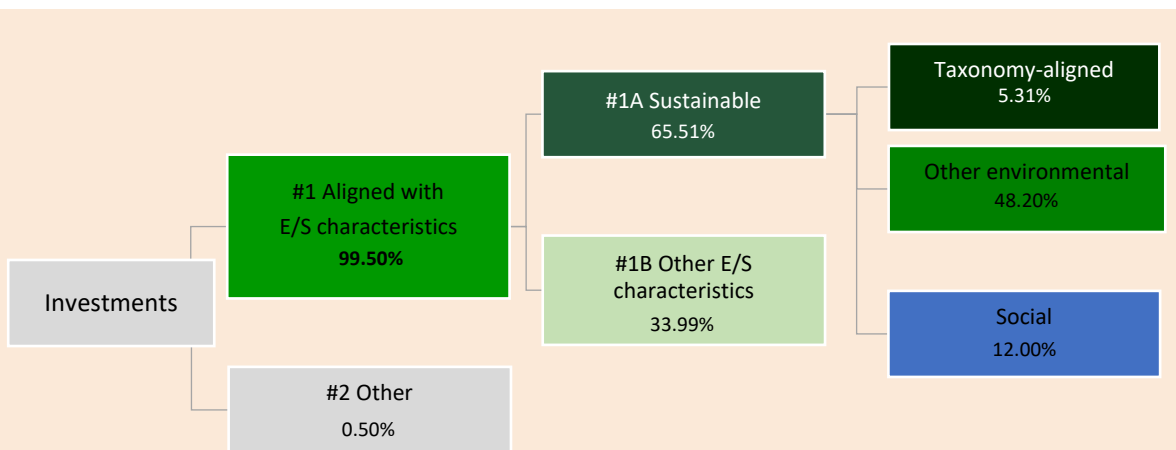 Investments
#1 Aligned with
E/S characteristics
99.50%
#2 Other
0.50%
#1A Sustainable
65.51%
#1B Other E/S
characteristics
33.99%
Taxonomy-aligned
5.31%
Other environmental
48.20%
Social
12.00%